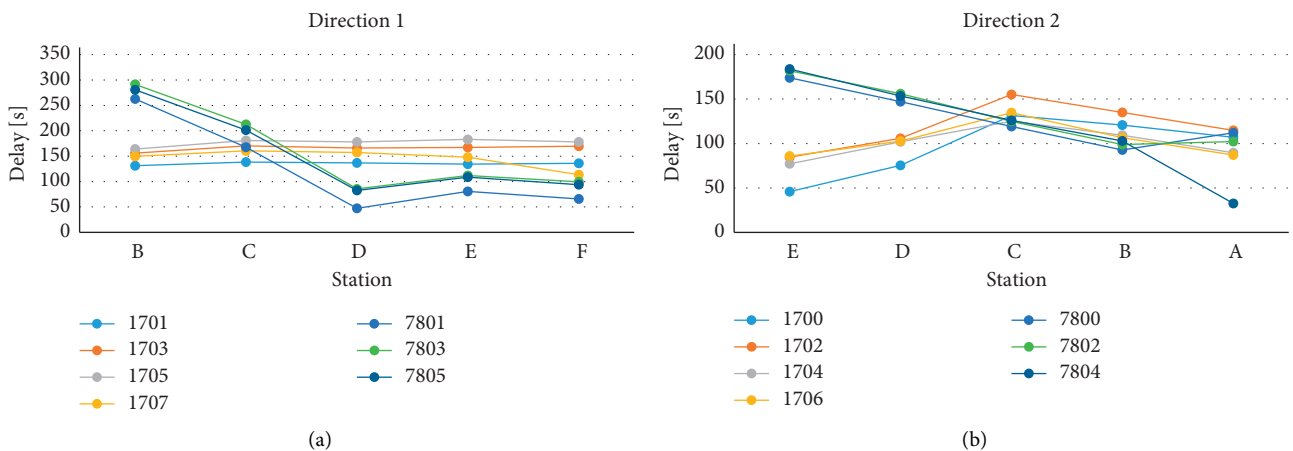 Direction 1
Delay [s]
350
300
250
200
150
100
50
0
B C D E F
Station
1701 7801
1703 7803
1705 7805
1707
(a)
Direction 2
Delay [s]
200
150
100
50
0
E D C B A
Station
1700 7800
1702 7802
1704 7804
1706
(b)